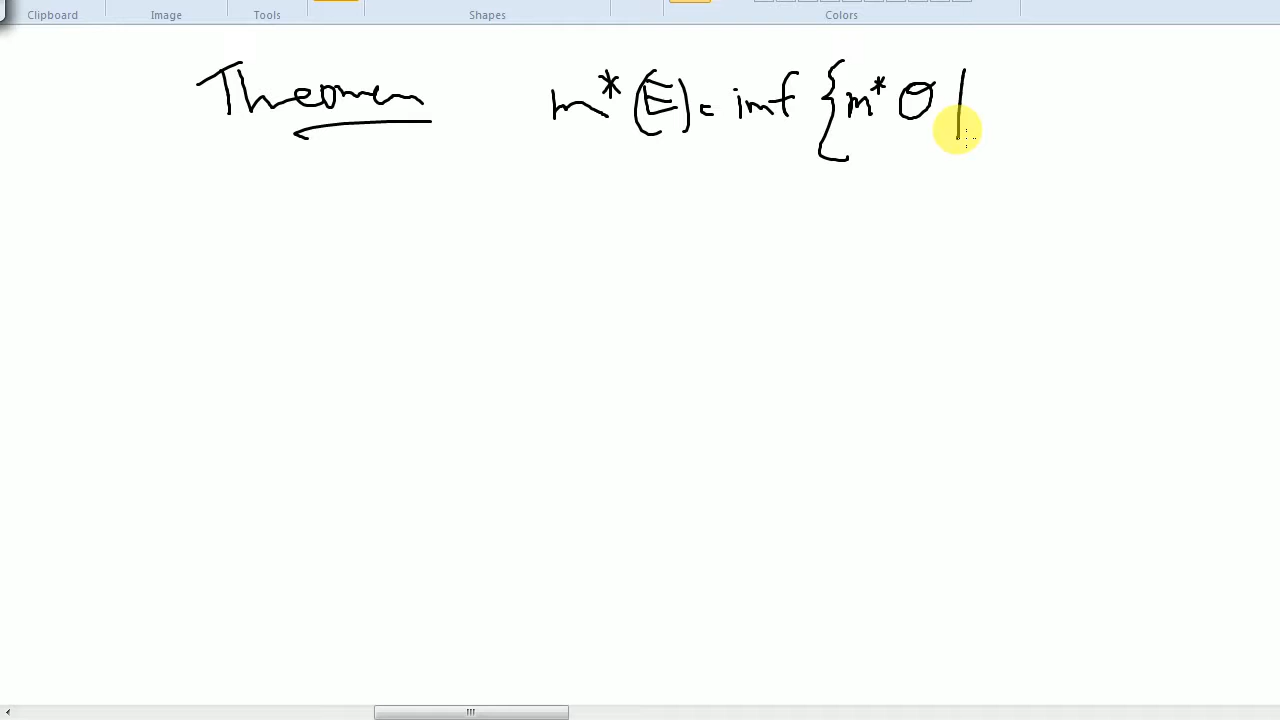 Clipboard Image Tools Shapes Colors
Theorem m*(E) = inf { m* O |